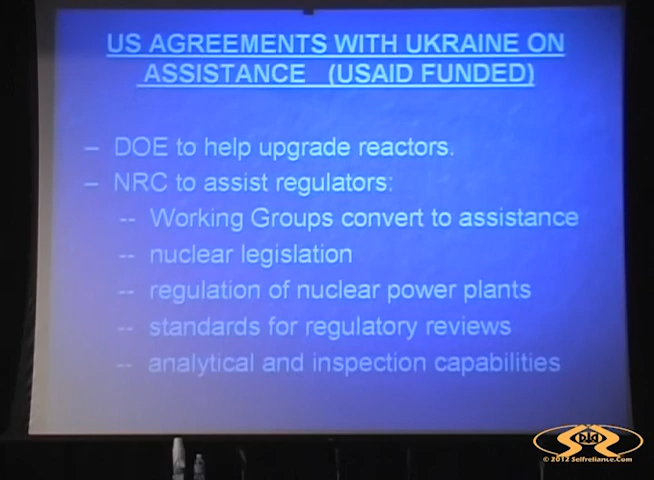 US AGREEMENTS WITH UKRAINE ON
ASSISTANCE (USAID FUNDED)
– DOE to help upgrade reactors.
– NRC to assist regulators:
-- Working Groups convert to assistance
-- nuclear legislation
-- regulation of nuclear power plants
-- standards for regulatory reviews
-- analytical and inspection capabilities
© 2012 Selfreliance.Com